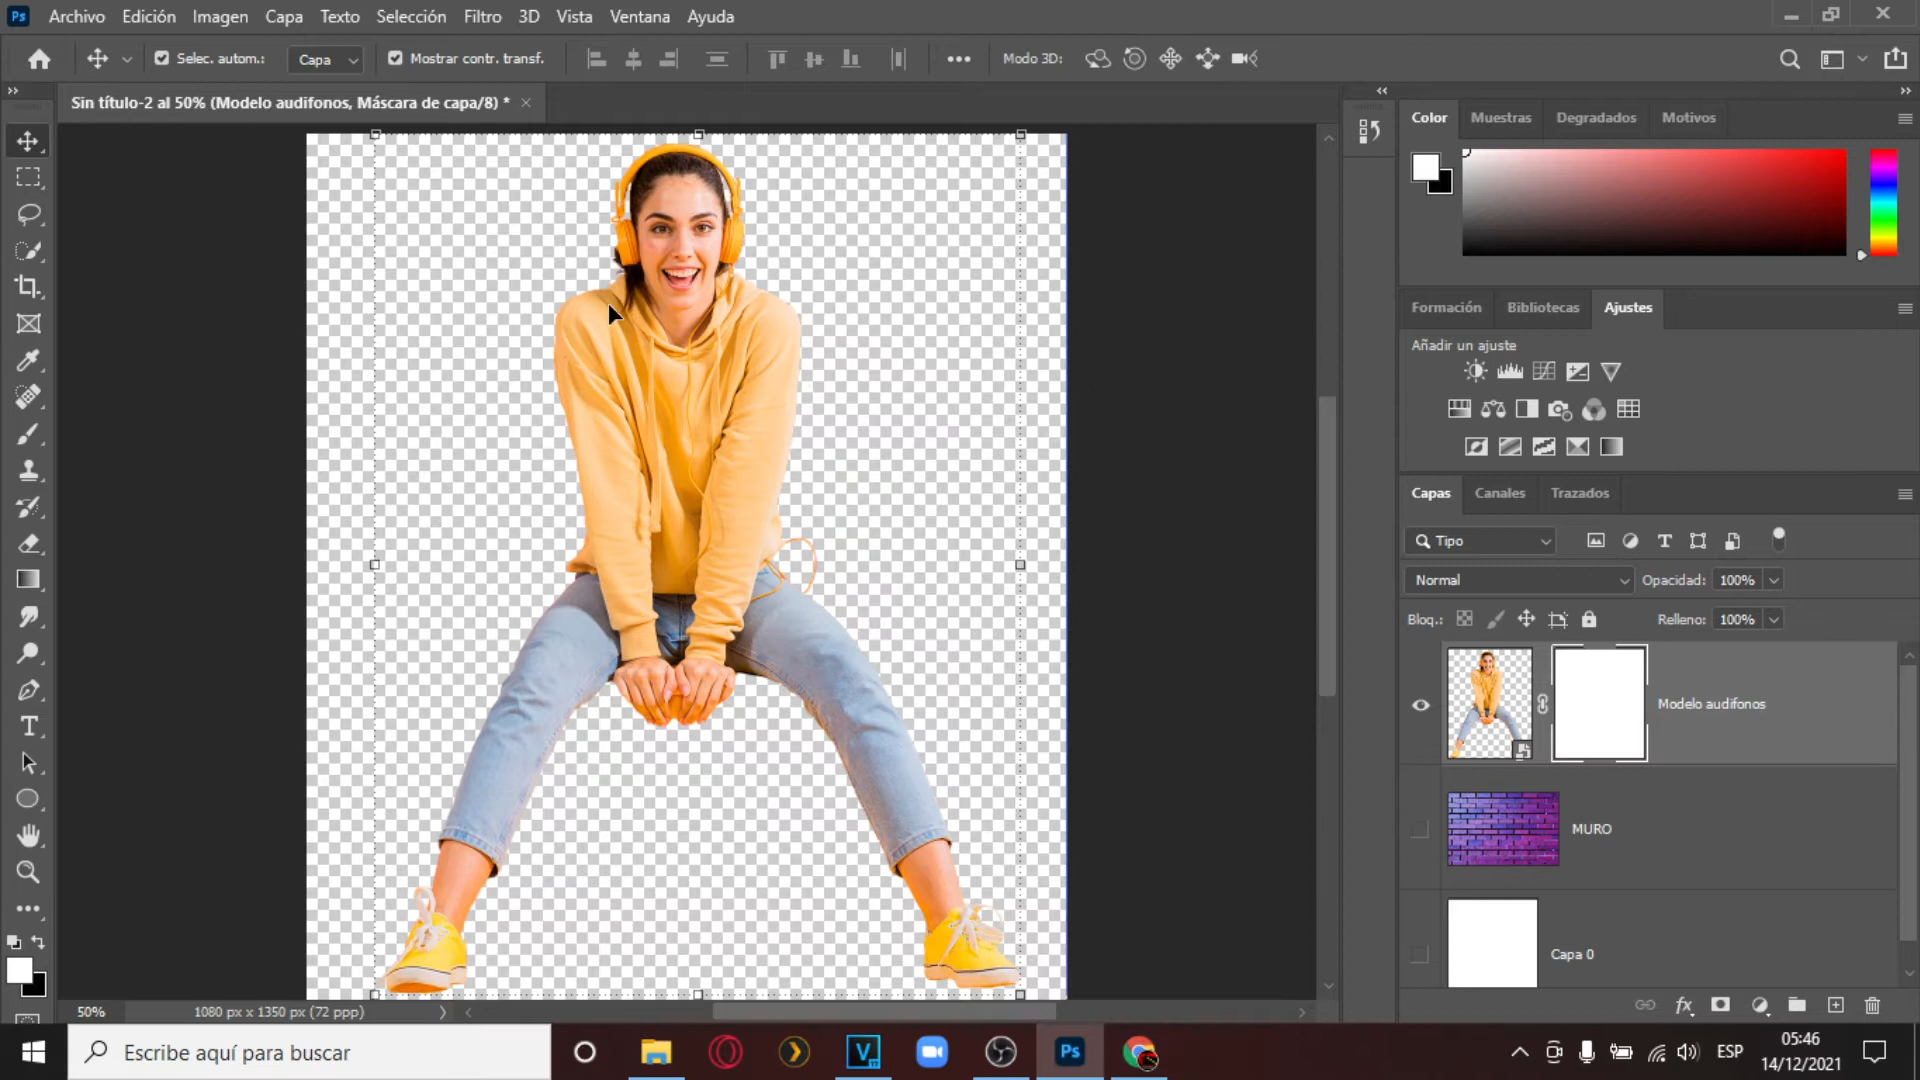 Ps Archivo Edición Imagen Capa Texto Selección Filtro 3D Vista Ventana Ayuda
Selec. autom.: Capa Mostrar contr. transf. Modo 3D:
Sin título-2 al 50% (Modelo audifonos, Máscara de capa/8) *
Color Muestras Degradados Motivos
Formación Bibliotecas Ajustes
Añadir un ajuste
Capas Canales Trazados
Tipo
Normal Opacidad: 100%
Bloq.: Relleno: 100%
Modelo audifonos
MURO
Capa 0
50% 1080 px x 1350 px (72 ppp)
Escribe aquí para buscar
ESP
05:46
14/12/2021